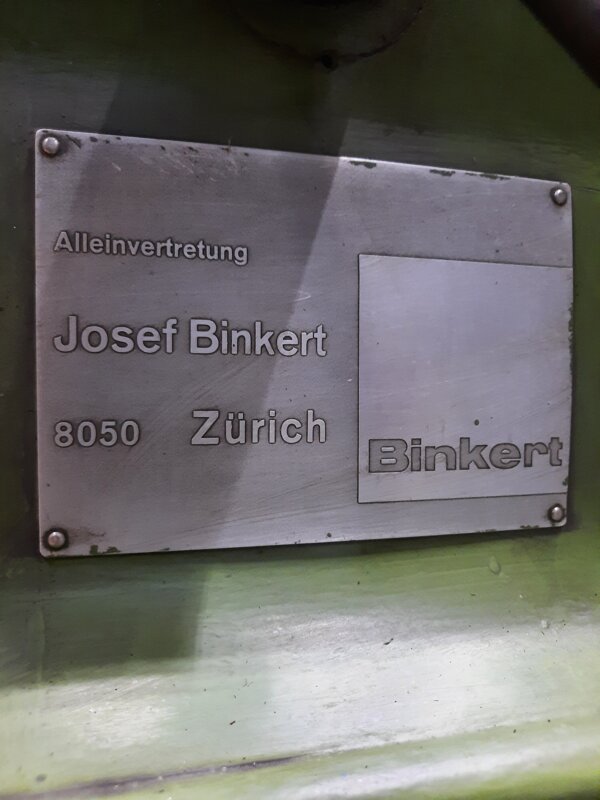 Alleinvertretung
Josef Binkert
8050 Zürich
Binkert